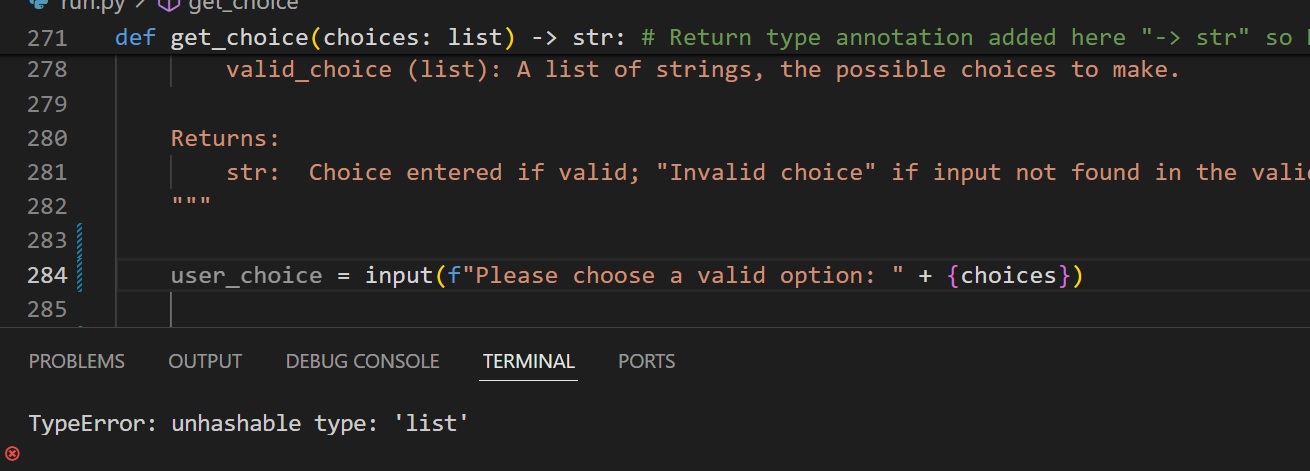 run.py > get_choice
271 def get_choice(choices: list) -> str: # Return type annotation added here "-> str" so
278 valid_choice (list): A list of strings, the possible choices to make.
279
280 Returns:
281 str:  Choice entered if valid; "Invalid choice" if input not found in the
282 """
283
284 user_choice = input(f"Please choose a valid option: " + {choices})
285
PROBLEMS OUTPUT DEBUG CONSOLE TERMINAL PORTS
TypeError: unhashable type: 'list'